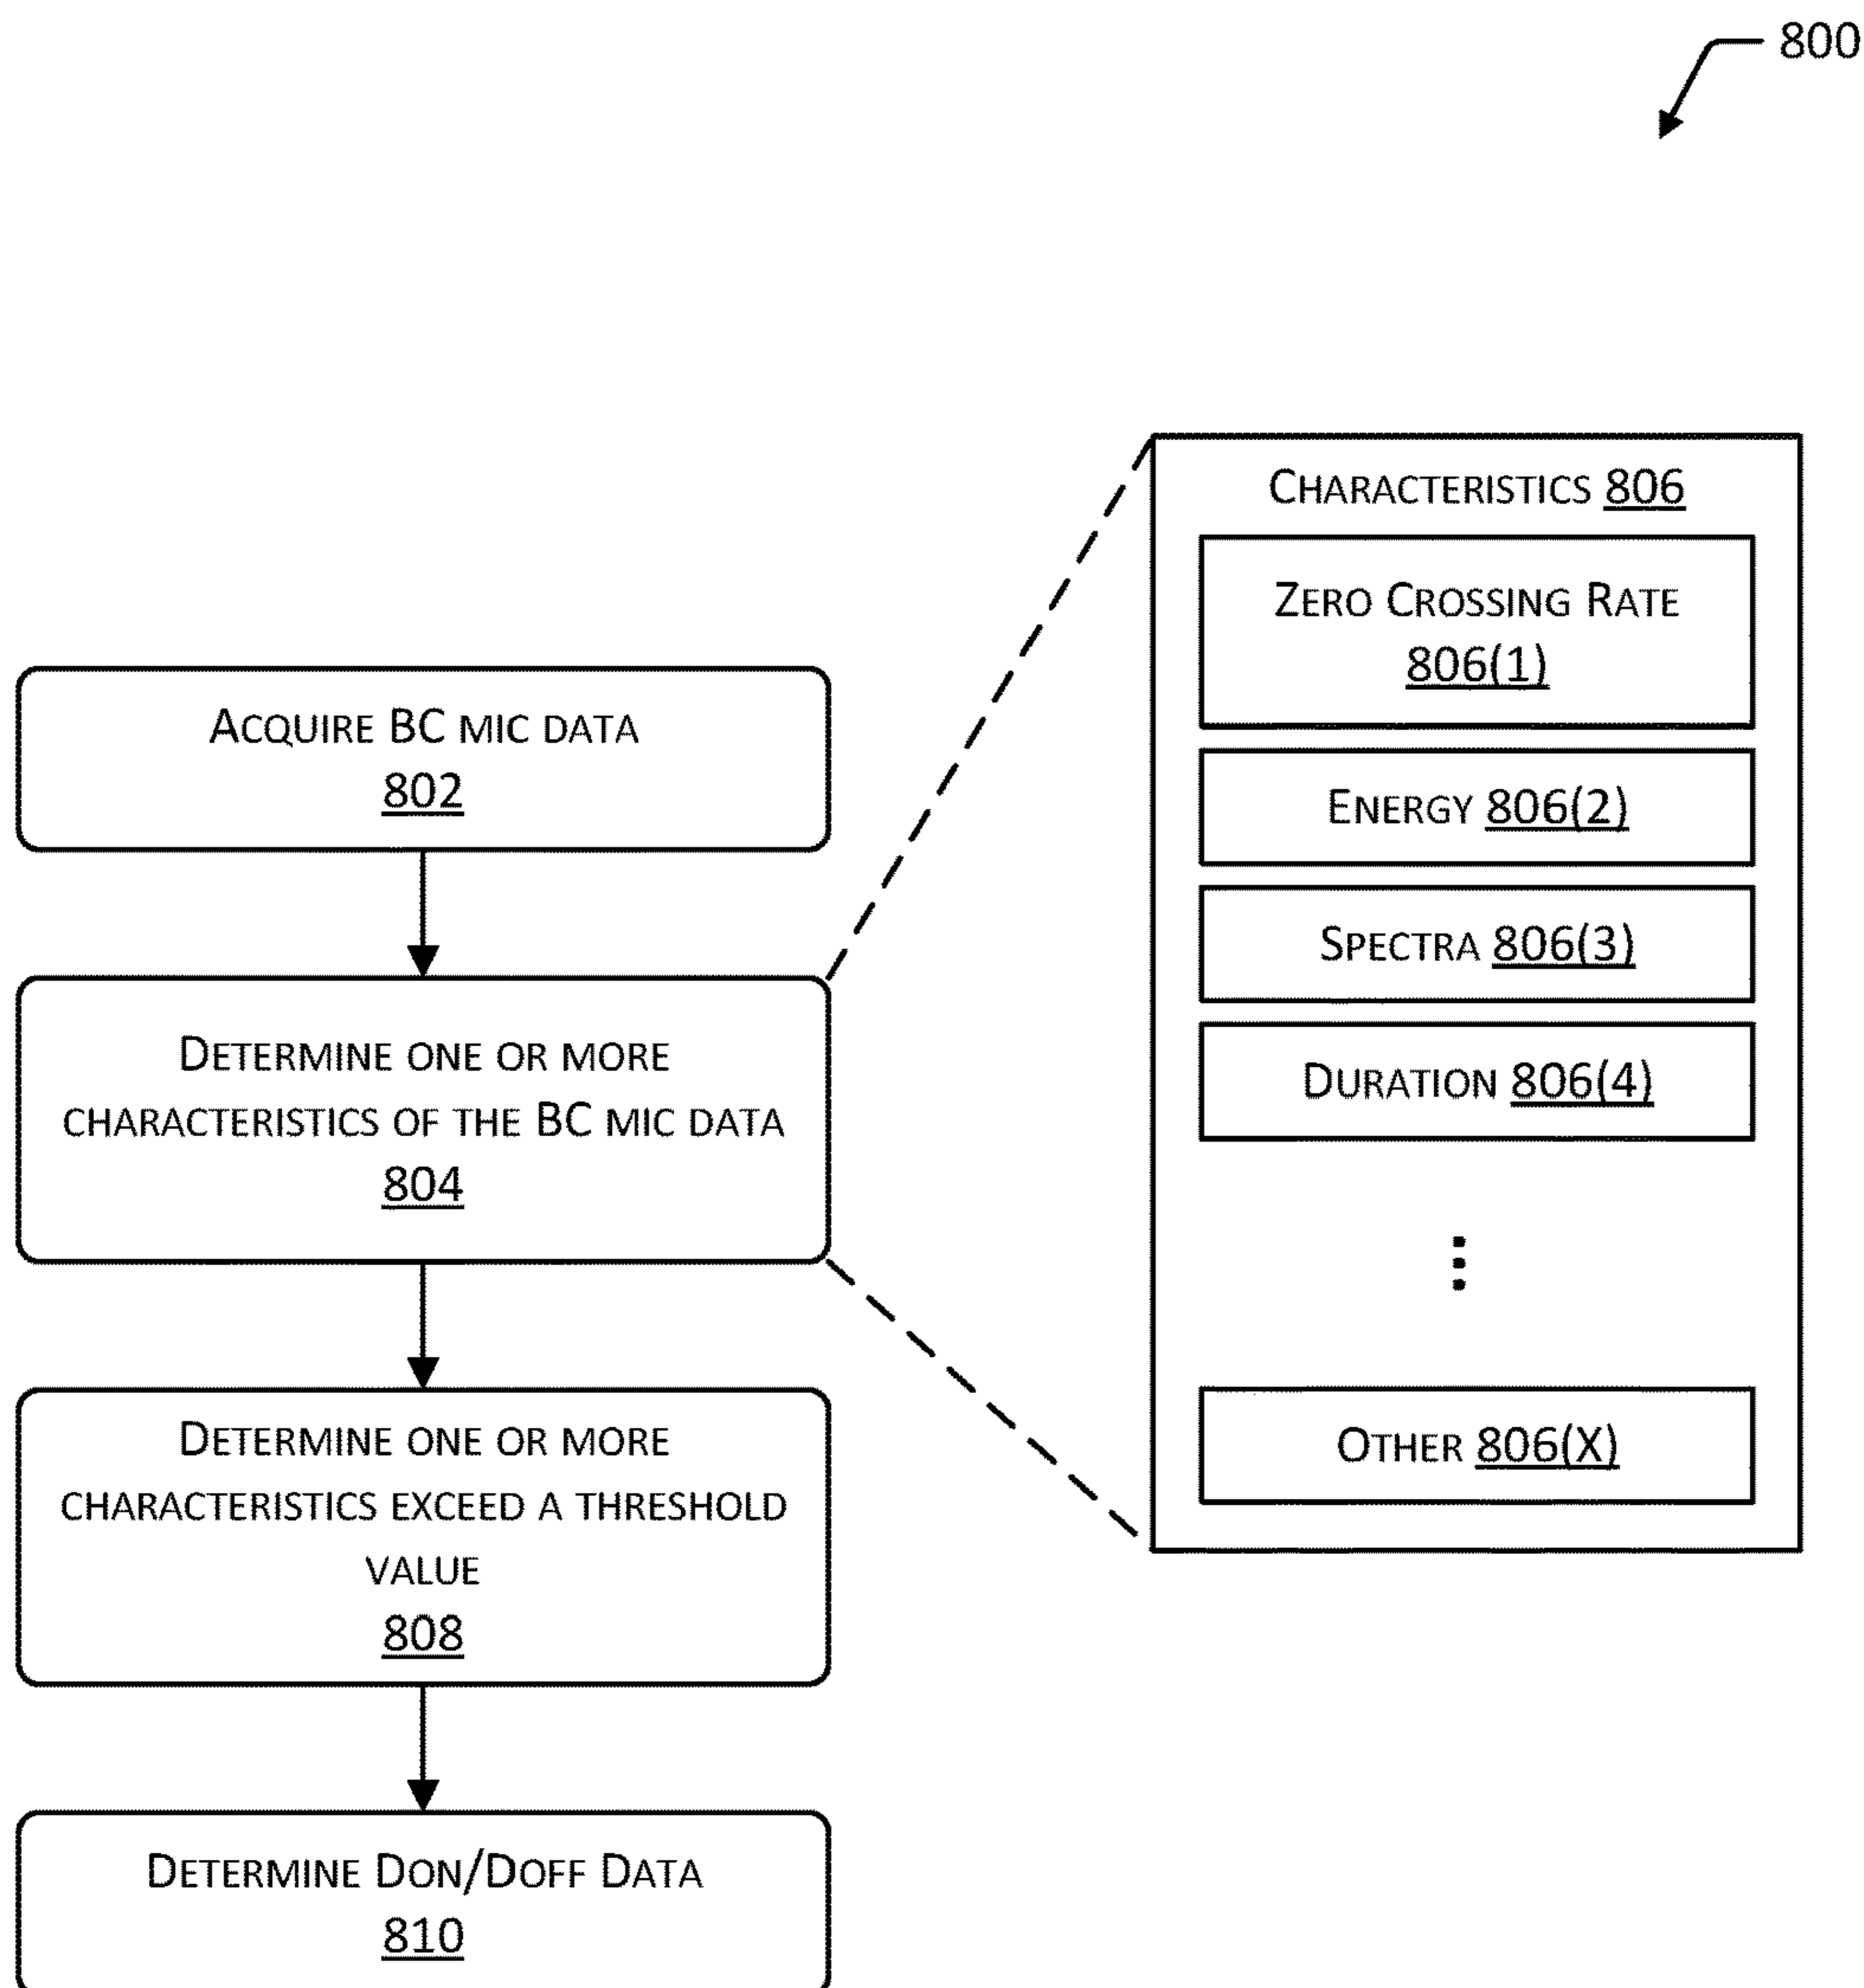 800
ACQUIRE BC MIC DATA
802
DETERMINE ONE OR MORE
CHARACTERISTICS OF THE BC MIC DATA
804
DETERMINE ONE OR MORE
CHARACTERISTICS EXCEED A THRESHOLD
VALUE
808
DETERMINE DON/DOFF DATA
810
CHARACTERISTICS 806
ZERO CROSSING RATE
806(1)
ENERGY 806(2)
SPECTRA 806(3)
DURATION 806(4)
OTHER 806(X)